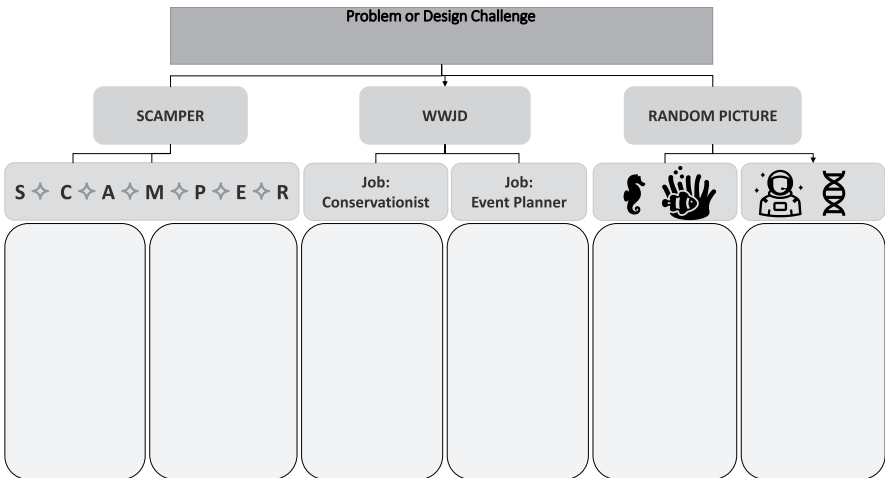 Problem or Design Challenge
SCAMPER
WWJD
RANDOM PICTURE
S C A M P E R
Job:
Conservationist
Job:
Event Planner